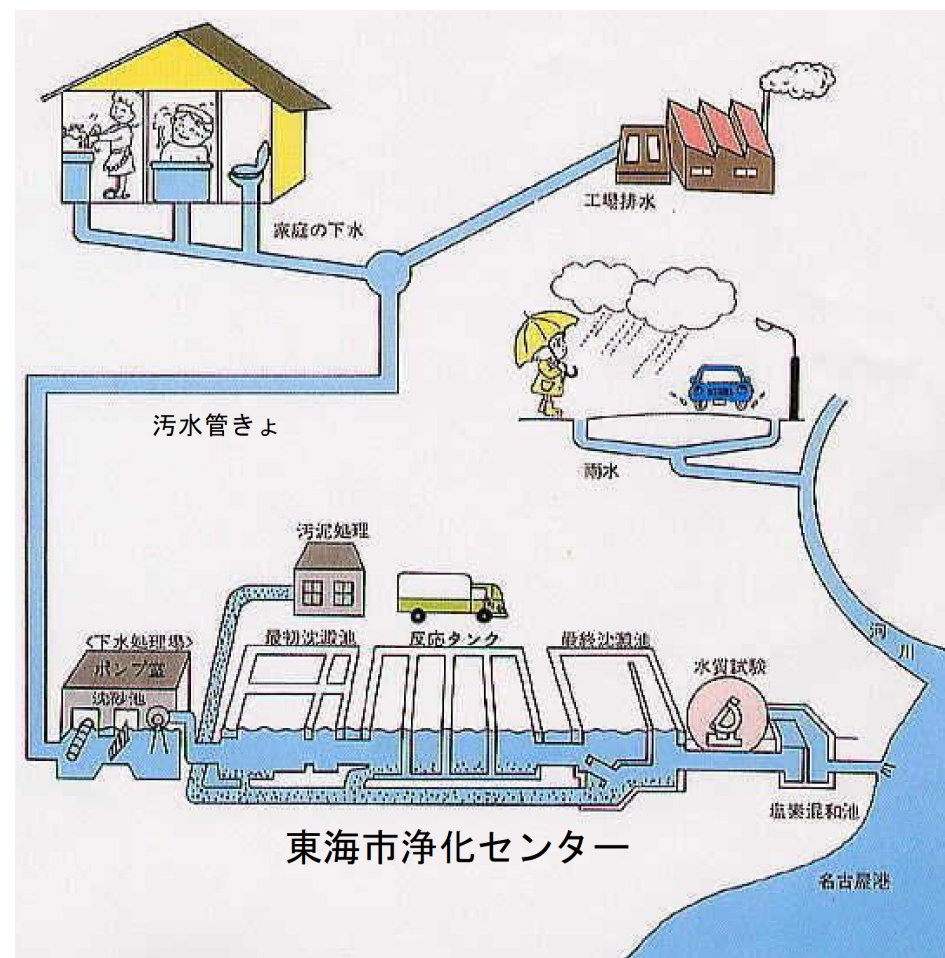 工場排水
家庭の下水
汚水管きょ
雨水
汚泥処理
<下水処理場>
ポンプ室
沈砂池
最初沈澱池
反応タンク
最終沈澱池
水質試験
河川
塩素混和池
東海市浄化センター
名古屋港